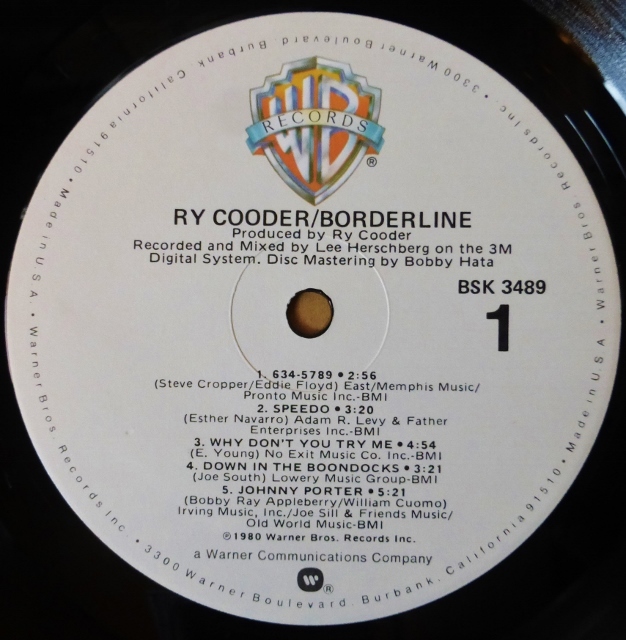 WB
RECORDS
®
RY COODER/BORDERLINE
Produced by Ry Cooder
Recorded and Mixed by Lee Herschberg on the 3M
Digital System. Disc Mastering by Bobby Hata
BSK 3489
1
1. 634-5789 • 2:56
(Steve Cropper/Eddie Floyd) East/Memphis Music/
Pronto Music Inc.-BMI
2. SPEEDO • 3:20
(Esther Navarro) Adam R. Levy & Father
Enterprises Inc.-BMI
3. WHY DON'T YOU TRY ME • 4:54
(E. Young) No Exit Music Co. Inc.-BMI
4. DOWN IN THE BOONDOCKS • 3:21
(Joe South) Lowery Music Group-BMI
5. JOHNNY PORTER • 5:21
(Bobby Ray Appleberry/William Cuomo)
Irving Music, Inc./Joe Sill & Friends Music/
Old World Music-BMI
℗1980 Warner Bros. Records Inc.
a Warner Communications Company
®
Made in U.S.A. • Warner Bros. Records Inc. • 3300 Warner Boulevard, Burbank, California 91510 • Made in U.S.A. • Warner Bros. Records Inc. • 3300 Warner Boulevard, Burbank, California 91510 •